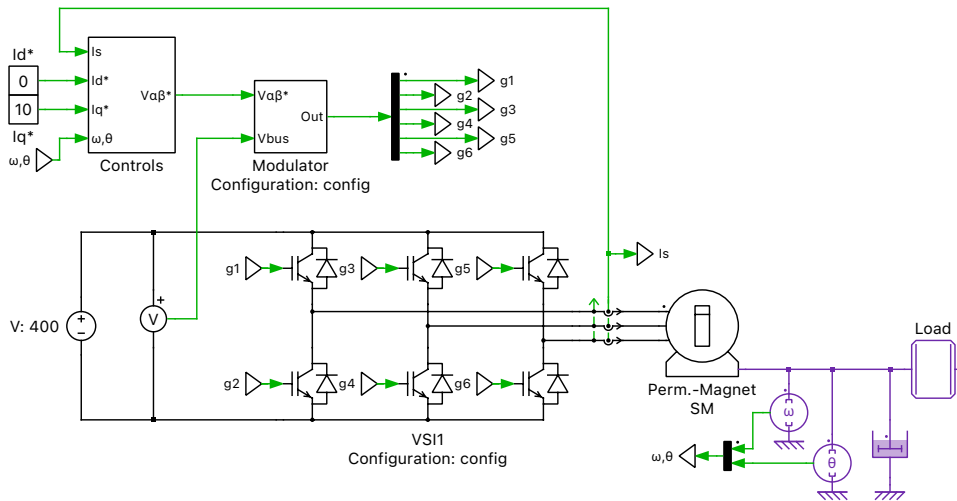 Id*
0
10
Iq*
ω,θ
Is
Id*
Iq*
ω,θ
Vαβ*
Controls
Vαβ*
Vbus
Out
Modulator
Configuration: config
g1
g2
g3
g4
g5
g6
Is
V: 400
V
g1
g3
g5
g2
g4
g6
VSI1
Configuration: config
Perm.-Magnet
SM
Load
ω
θ
ω,θ